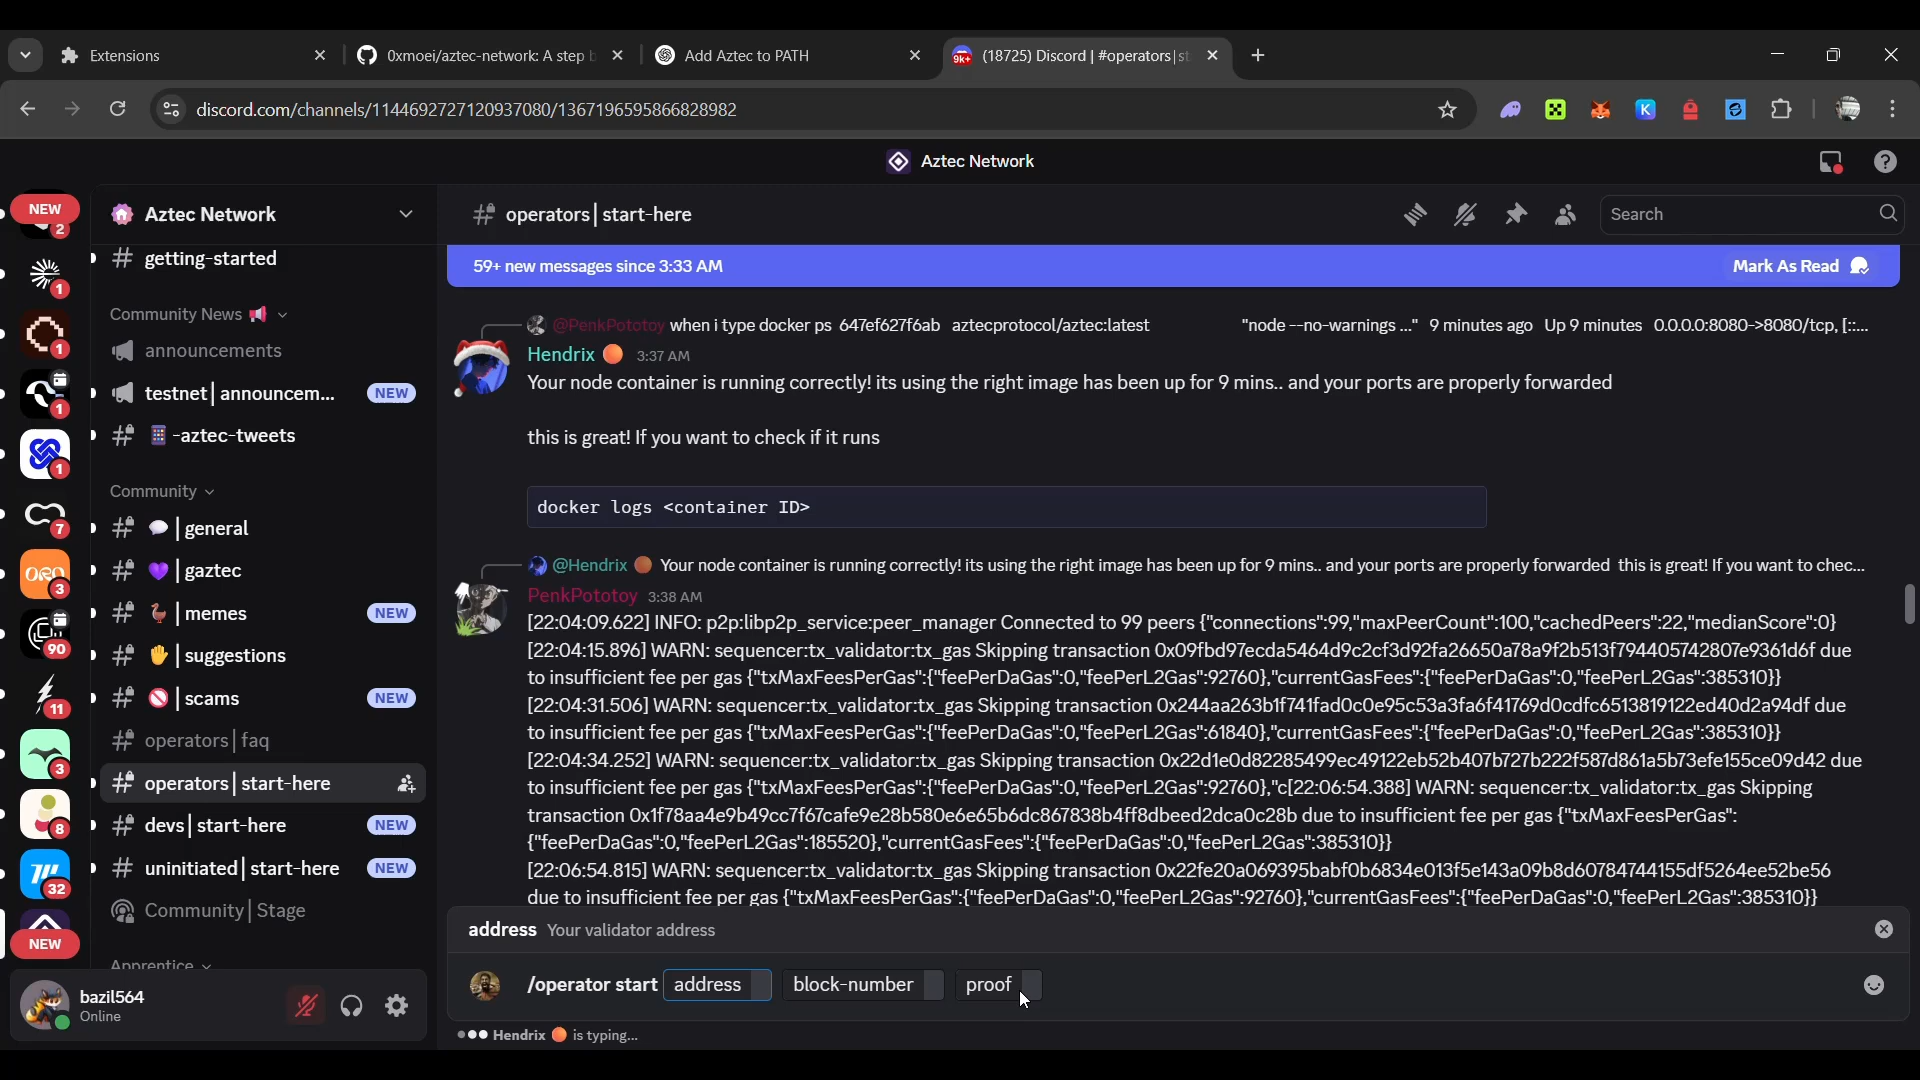 Extensions
0xmoei/aztec-network: A step b
Add Aztec to PATH
9k+
(18725) Discord | #operators|st
discord.com/channels/1144692727120937080/1367196595866828982
K
Aztec Network
NEW
2
1
1
1
1
7
ORO
3
90
11
3
8
32
NEW
Aztec Network
getting-started
Community News
announcements
testnet|announcem... NEW
-aztec-tweets
Community
|general
|gaztec
|memes NEW
|suggestions
|scams NEW
operators|faq
operators|start-here
devs|start-here NEW
uninitiated|start-here NEW
Community|Stage
Apprentice
bazil564
Online
operators|start-here
Search
59+ new messages since 3:33 AM Mark As Read
@PenkPototoy when i type docker ps 647ef627f6ab aztecprotocol/aztec:latest "node --no-warnings ..." 9 minutes ago Up 9 minutes 0.0.0.0:8080->8080/tcp, [::...
Hendrix 3:37 AM
Your node container is running correctly! its using the right image has been up for 9 mins.. and your ports are properly forwarded
this is great! If you want to check if it runs
docker logs <container ID>
@Hendrix Your node container is running correctly! its using the right image has been up for 9 mins.. and your ports are properly forwarded this is great! If you want to chec...
PenkPototoy 3:38 AM
[22:04:09.622] INFO: p2p:libp2p_service:peer_manager Connected to 99 peers {"connections":99,"maxPeerCount":100,"cachedPeers":22,"medianScore":0}
[22:04:15.896] WARN: sequencer:tx_validator:tx_gas Skipping transaction 0x09fbd97ecda5464d9c2cf3d92fa26650a78a9f2b513f794405742807e9361d6f due
to insufficient fee per gas {"txMaxFeesPerGas":{"feePerDaGas":0,"feePerL2Gas":92760},"currentGasFees":{"feePerDaGas":0,"feePerL2Gas":385310}}
[22:04:31.506] WARN: sequencer:tx_validator:tx_gas Skipping transaction 0x244aa263b1f741fad0c0e95c53a3fa6f41769d0cdfc6513819122ed40d2a94df due
to insufficient fee per gas {"txMaxFeesPerGas":{"feePerDaGas":0,"feePerL2Gas":61840},"currentGasFees":{"feePerDaGas":0,"feePerL2Gas":385310}}
[22:04:34.252] WARN: sequencer:tx_validator:tx_gas Skipping transaction 0x22d1e0d82285499ec49122eb52b407b727b222f587d861a5b73efe155ce09d42 due
to insufficient fee per gas {"txMaxFeesPerGas":{"feePerDaGas":0,"feePerL2Gas":92760},"c[22:06:54.388] WARN: sequencer:tx_validator:tx_gas Skipping
transaction 0x1f78aa4e9b49cc7f67cafe9e28b580e6e65b6dc867838b4ff8dbeed2dca0c28b due to insufficient fee per gas {"txMaxFeesPerGas":
{"feePerDaGas":0,"feePerL2Gas":185520},"currentGasFees":{"feePerDaGas":0,"feePerL2Gas":385310}}
[22:06:54.815] WARN: sequencer:tx_validator:tx_gas Skipping transaction 0x22fe20a069395babf0b6834e013f5e143a09b8d60784744155df5264ee52be56
due to insufficient fee per gas {"txMaxFeesPerGas":{"feePerDaGas":0,"feePerL2Gas":92760},"currentGasFees":{"feePerDaGas":0,"feePerL2Gas":385310}}
address Your validator address
/operator start address block-number proof
Hendrix is typing...